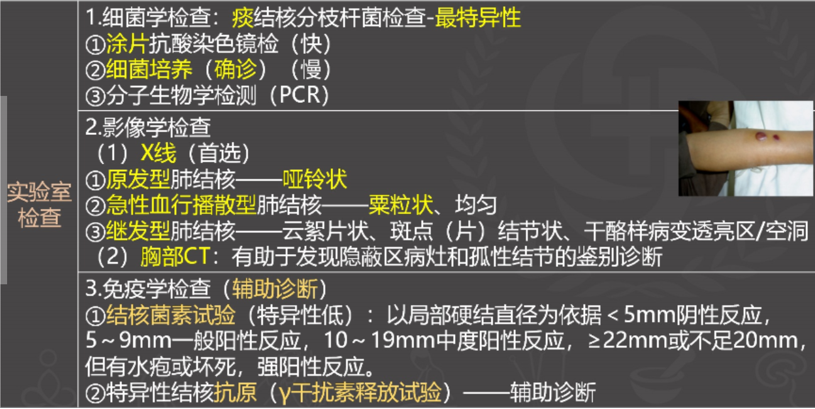 实验室
检查
1.细菌学检查：痰结核分枝杆菌检查-最特异性
①涂片抗酸染色镜检（快）
②细菌培养（确诊）（慢）
③分子生物学检测（PCR）
2.影像学检查
（1）X线（首选）
①原发型肺结核——哑铃状
②急性血行播散型肺结核——粟粒状、均匀
③继发型肺结核——云絮片状、斑点（片）结节状、干酪样病变透亮区/空洞
（2）胸部CT：有助于发现隐蔽区病灶和孤性结节的鉴别诊断
3.免疫学检查（辅助诊断）
①结核菌素试验（特异性低）：以局部硬结直径为依据＜5mm阴性反应，
5～9mm一般阳性反应，10～19mm中度阳性反应，≥22mm或不足20mm，
但有水疱或坏死，强阳性反应。
②特异性结核抗原（γ干扰素释放试验）——辅助诊断